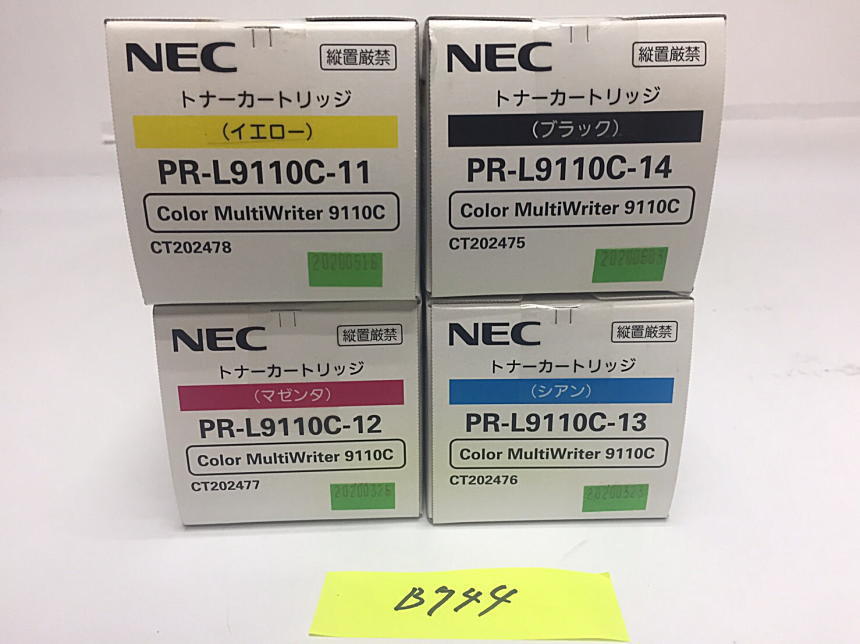 NEC
縦置厳禁
トナーカートリッジ
(イエロー)
PR-L9110C-11
Color MultiWriter 9110C
CT202478
20200516
NEC
縦置厳禁
トナーカートリッジ
(ブラック)
PR-L9110C-14
Color MultiWriter 9110C
CT202475
NEC
縦置厳禁
トナーカートリッジ
(マゼンタ)
PR-L9110C-12
Color MultiWriter 9110C
CT202477
20200326
NEC
縦置厳禁
トナーカートリッジ
(シアン)
PR-L9110C-13
Color MultiWriter 9110C
CT202476
20200323
B744